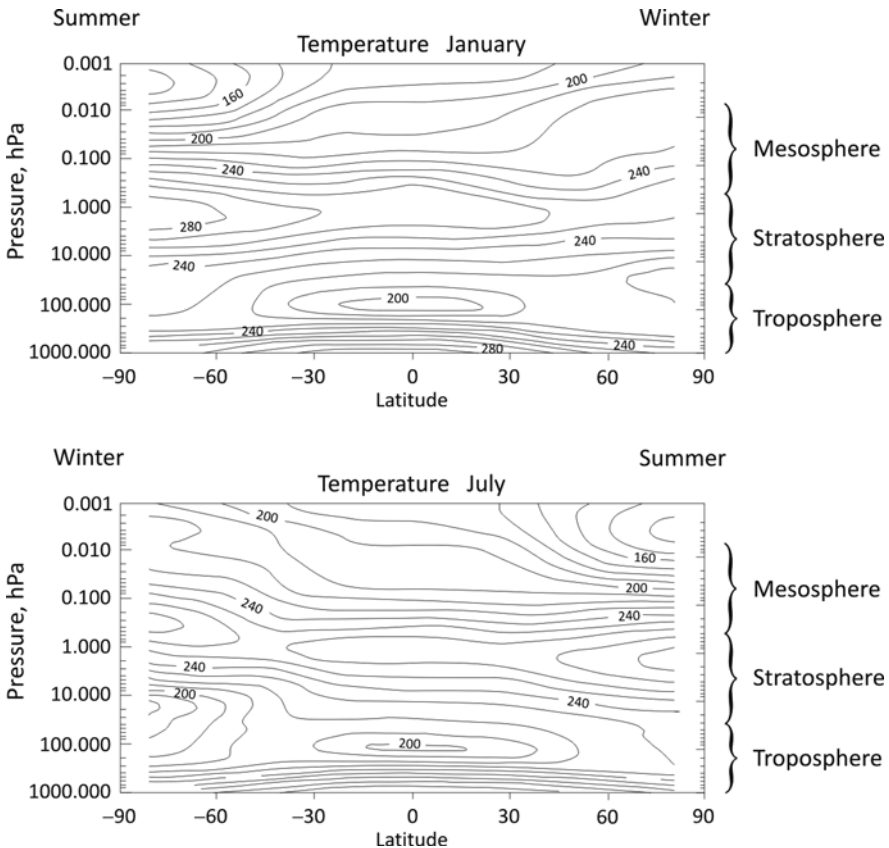 Summer Winter
Temperature January
0.001
0.010
0.100
1.000
10.000
100.000
1000.000
Pressure, hPa
160
200
240
280
240
200
240
200
240
240
240
280
Mesosphere
Stratosphere
Troposphere
−90 −60 −30 0 30 60 90
Latitude
Winter Summer
Temperature July
0.001
0.010
0.100
1.000
10.000
100.000
1000.000
Pressure, hPa
200
240
240
200
200
160
200
240
240
Mesosphere
Stratosphere
Troposphere
−90 −60 −30 0 30 60 90
Latitude